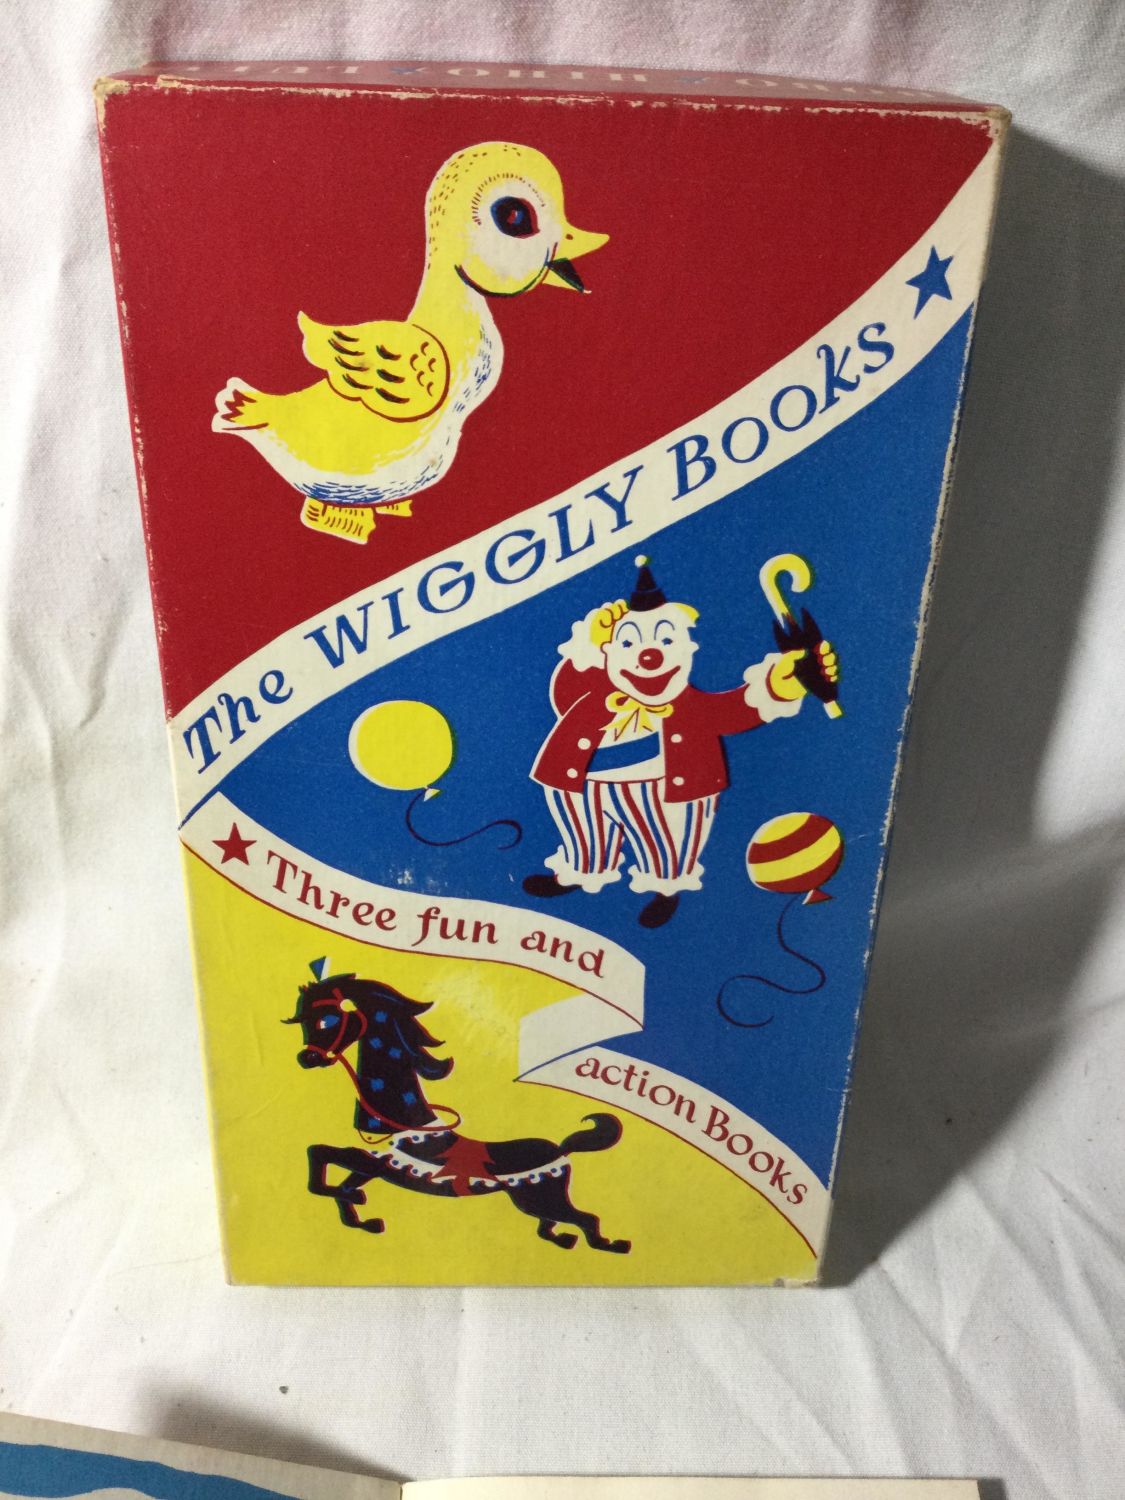 The WIGGLY Books
Three fun and
action Books